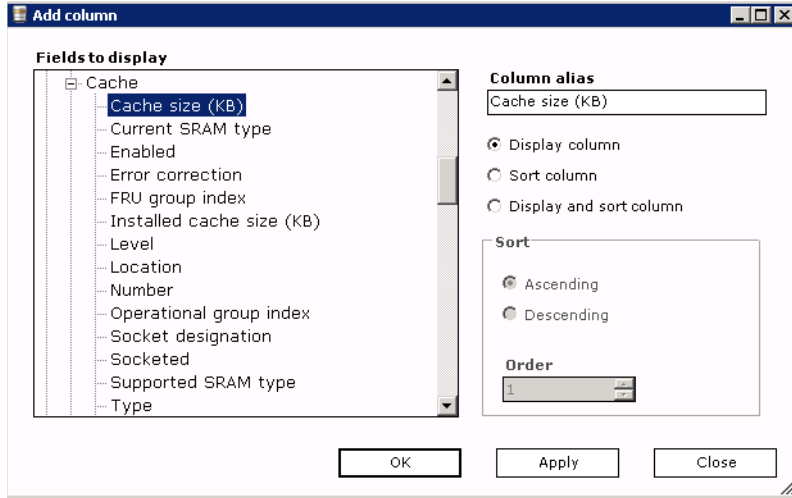 Add column
Fields to display
Cache
Cache size (KB)
Current SRAM type
Enabled
Error correction
FRU group index
Installed cache size (KB)
Level
Location
Number
Operational group index
Socket designation
Socketed
Supported SRAM type
Type
Column alias
Cache size (KB)
Display column
Sort column
Display and sort column
Sort
Ascending
Descending
Order
1
OK
Apply
Close